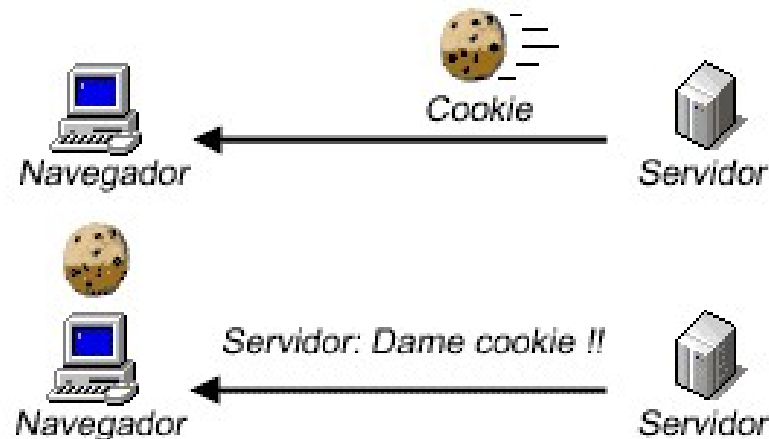 Cookie
Navegador
Servidor
Servidor: Dame cookie !!
Navegador
Servidor